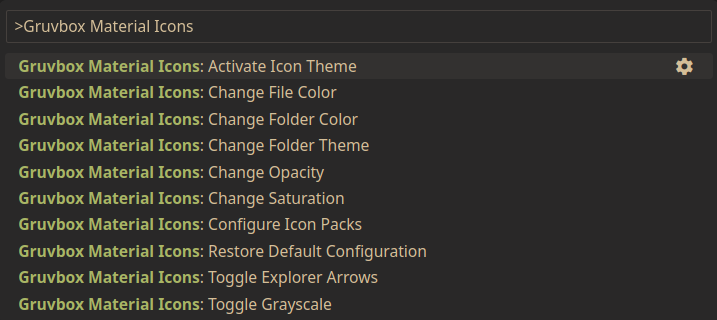 >Gruvbox Material Icons
Gruvbox Material Icons: Activate Icon Theme
Gruvbox Material Icons: Change File Color
Gruvbox Material Icons: Change Folder Color
Gruvbox Material Icons: Change Folder Theme
Gruvbox Material Icons: Change Opacity
Gruvbox Material Icons: Change Saturation
Gruvbox Material Icons: Configure Icon Packs
Gruvbox Material Icons: Restore Default Configuration
Gruvbox Material Icons: Toggle Explorer Arrows
Gruvbox Material Icons: Toggle Grayscale